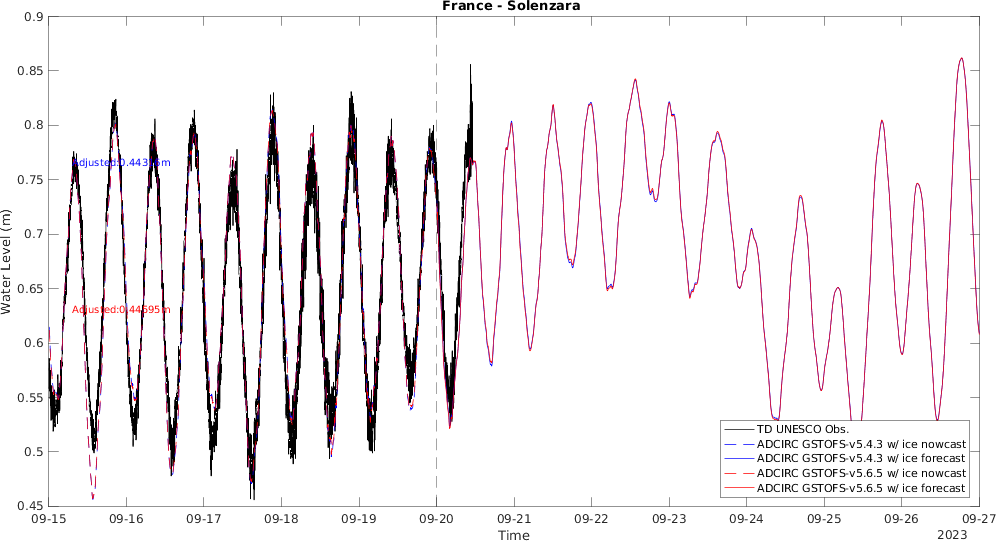 France - Solenzara
0.9
0.85
0.8
0.75
0.7
0.65
0.6
0.55
0.5
0.45
Water Level (m)
TD UNESCO Obs.
ADCIRC GSTOFS-v5.4.3 w/ ice nowcast
ADCIRC GSTOFS-v5.4.3 w/ ice forecast
ADCIRC GSTOFS-v5.6.5 w/ ice nowcast
ADCIRC GSTOFS-v5.6.5 w/ ice forecast
09-15 09-16 09-17 09-18 09-19 09-20 09-21 09-22 09-23 09-24 09-25 09-26 09-27
Time
2023